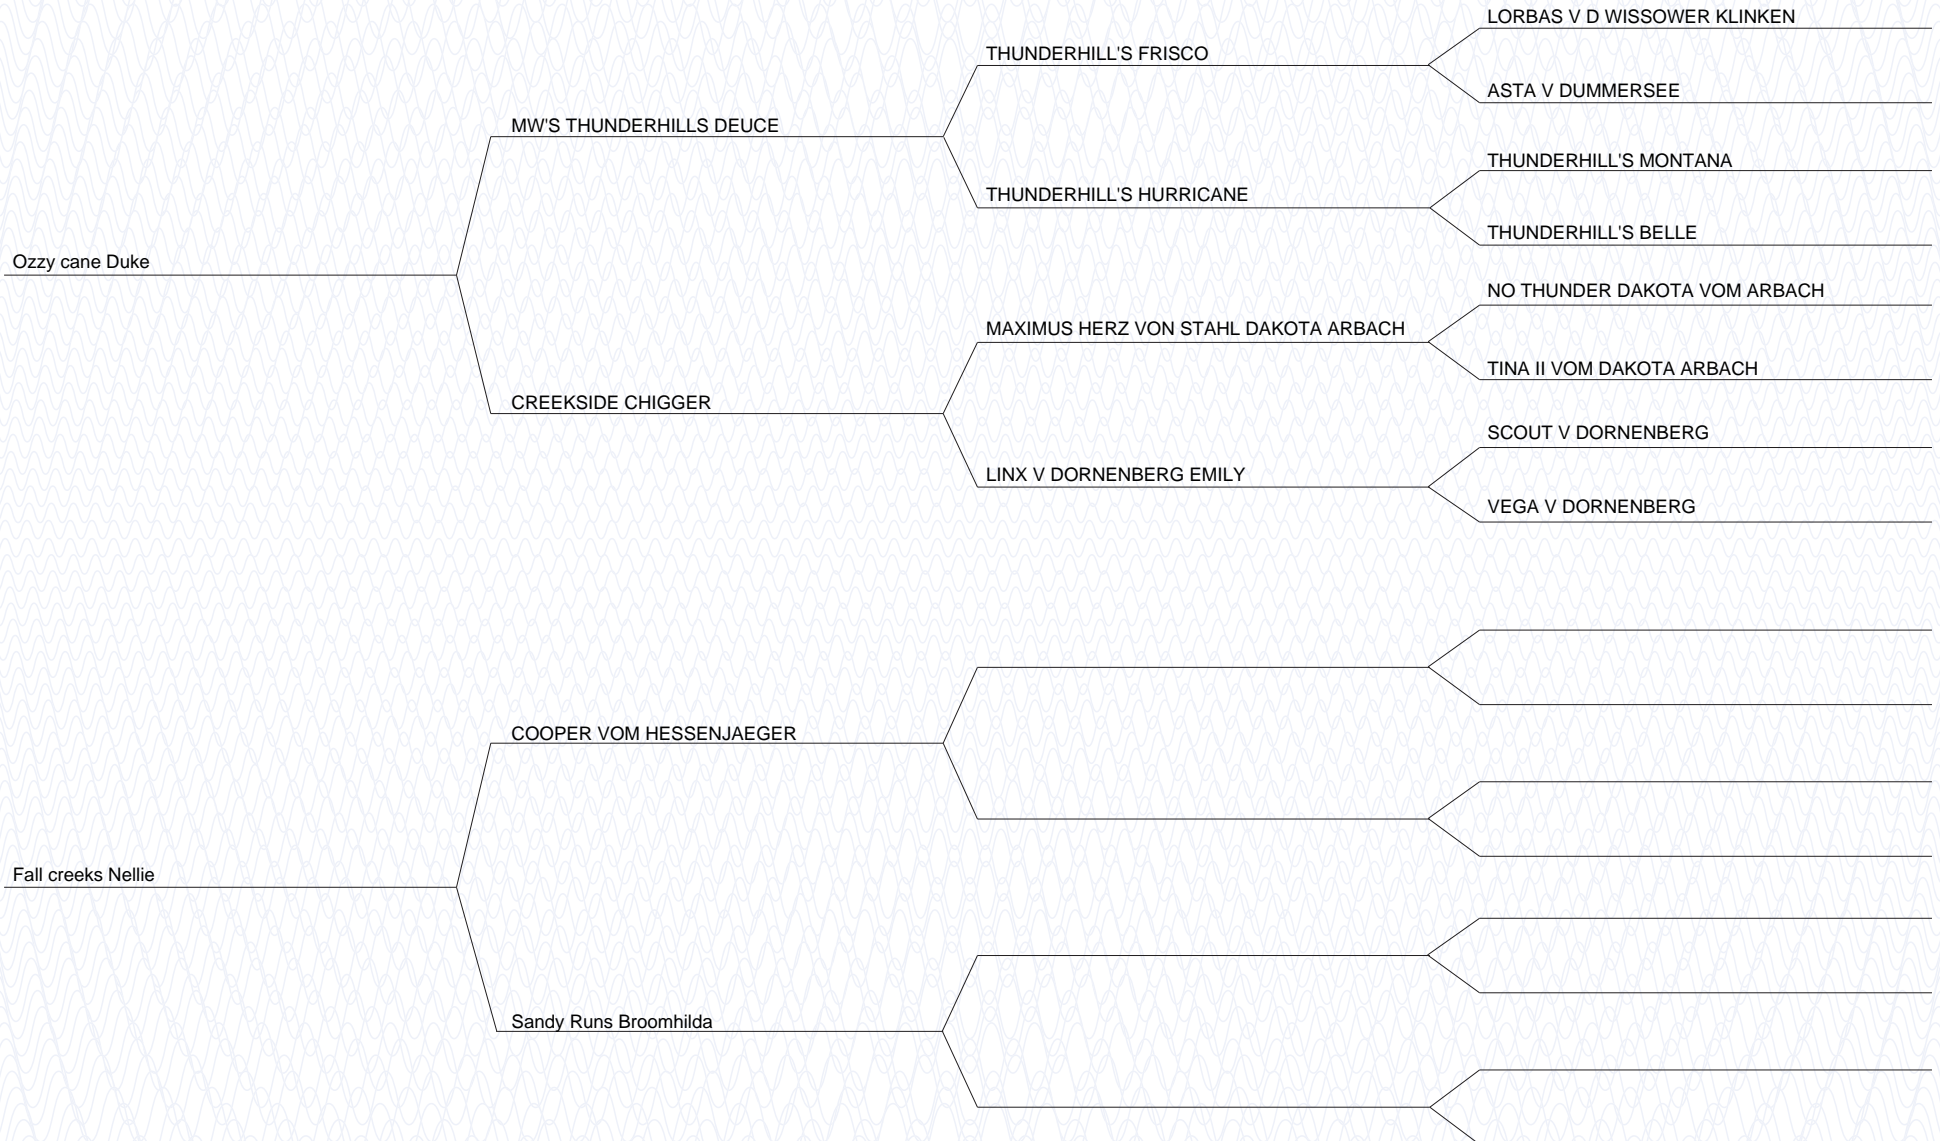 LORBAS V D WISSOWER KLINKEN
THUNDERHILL'S FRISCO
ASTA V DUMMERSEE
MW'S THUNDERHILLS DEUCE
THUNDERHILL'S MONTANA
THUNDERHILL'S HURRICANE
THUNDERHILL'S BELLE
Ozzy cane Duke
NO THUNDER DAKOTA VOM ARBACH
MAXIMUS HERZ VON STAHL DAKOTA ARBACH
TINA II VOM DAKOTA ARBACH
CREEKSIDE CHIGGER
SCOUT V DORNENBERG
LINX V DORNENBERG EMILY
VEGA V DORNENBERG
COOPER VOM HESSENJAEGER
Fall creeks Nellie
Sandy Runs Broomhilda